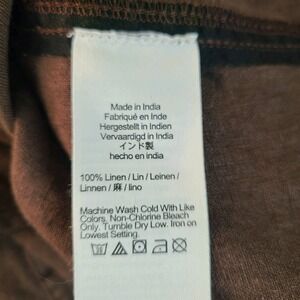 Made in India
Fabriqué en Inde
Hergestellt in Indien
Vervaardigd in India
インド製
hecho en india
100% Linen / Lin / Leinen /
Linnen / 麻 / lino
Machine Wash Cold With Like
Colors, Non-Chlorine Bleach
Only, Tumble Dry Low. Iron on
Lowest Setting.